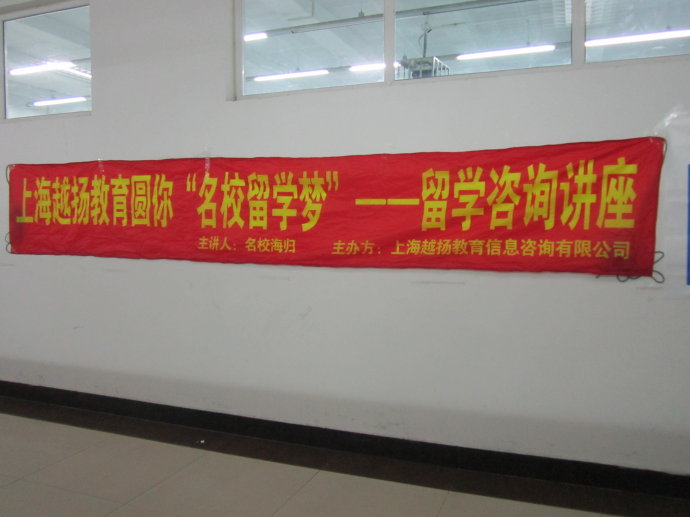 上海越扬教育圆你“名校留学梦”——留学咨询讲座
主讲人：名校海归 主办方：上海越扬教育信息咨询有限公司